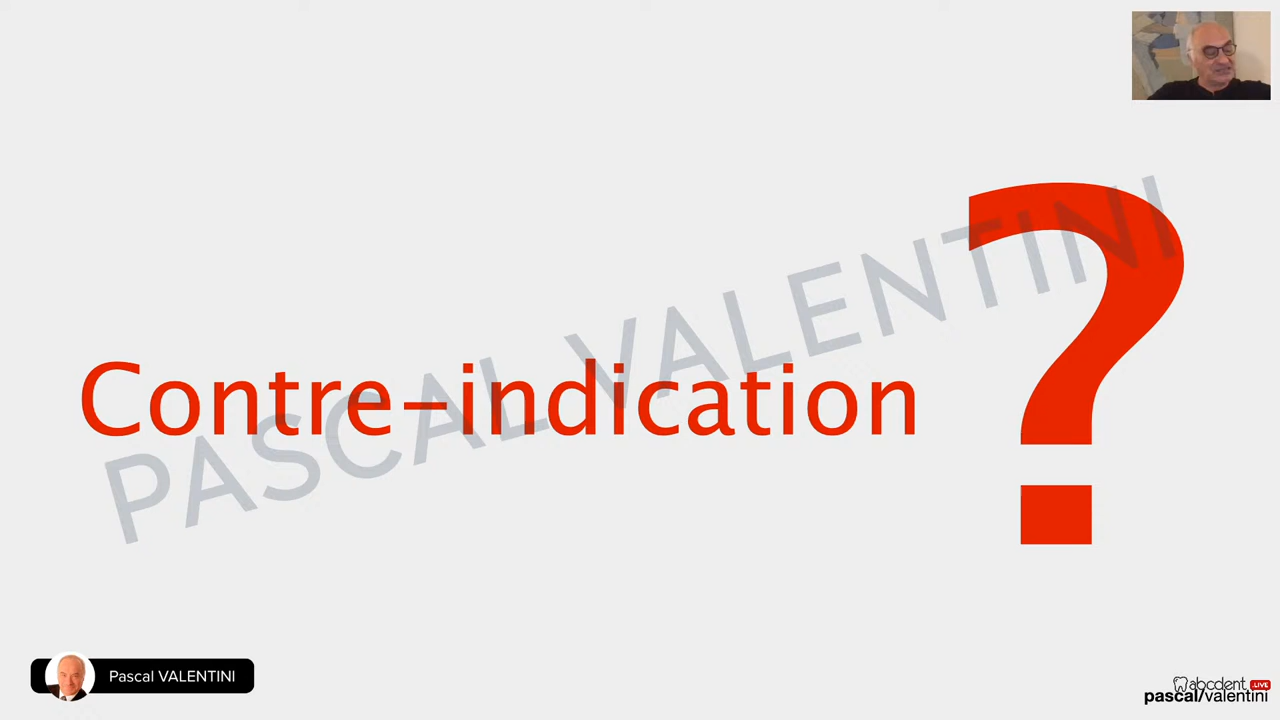 Contre-indication ?
PASCAL VALENTINI
Pascal VALENTINI
abcdent LIVE
pascal/valentini